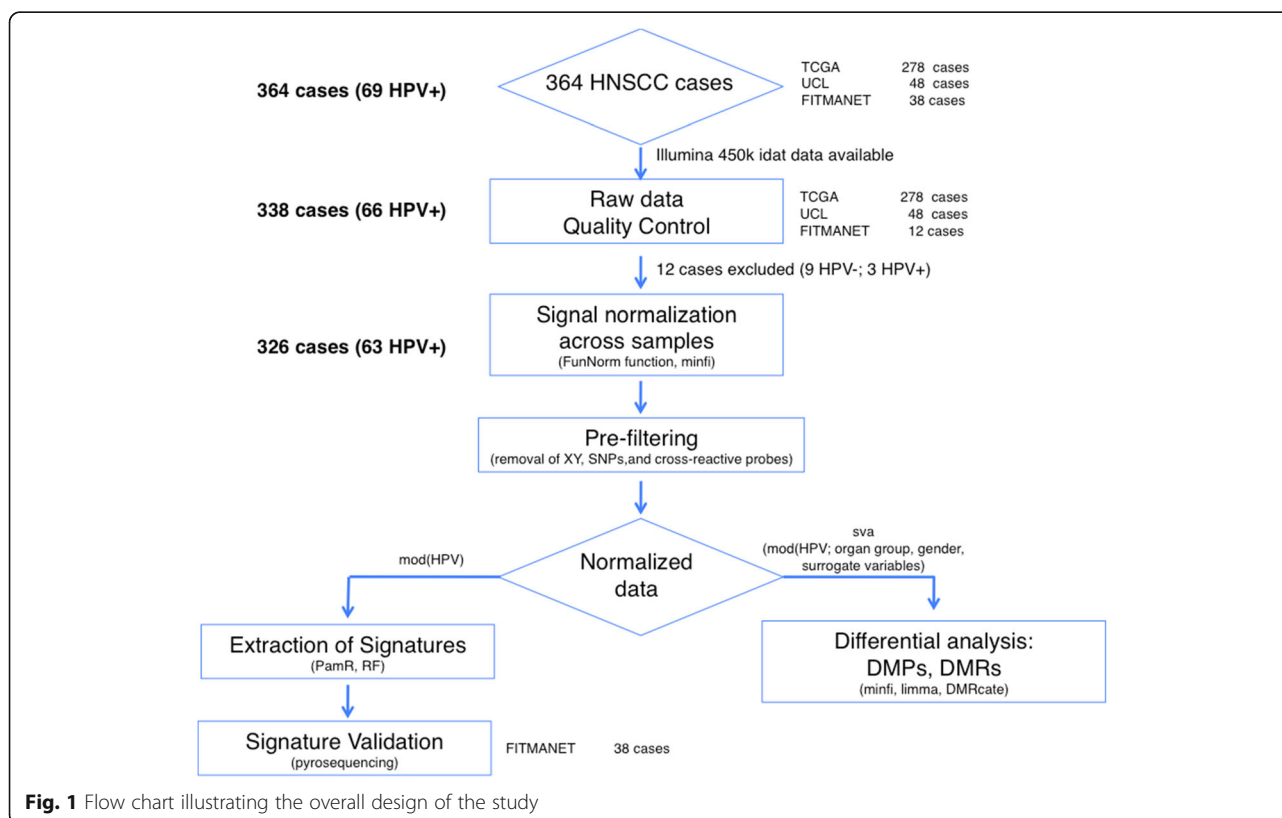 364 cases (69 HPV+)
364 HNSCC cases
TCGA 278 cases
UCL 48 cases
FITMANET 38 cases
Illumina 450k idat data available
338 cases (66 HPV+)
Raw data
Quality Control
TCGA 278 cases
UCL 48 cases
FITMANET 12 cases
12 cases excluded (9 HPV-; 3 HPV+)
326 cases (63 HPV+)
Signal normalization
across samples
(FunNorm function, minfi)
Pre-filtering
(removal of XY, SNPs,and cross-reactive probes)
mod(HPV)
Normalized
data
sva
(mod(HPV; organ group, gender,
surrogate variables)
Extraction of Signatures
(PamR, RF)
Differential analysis:
DMPs, DMRs
(minfi, limma, DMRcate)
Signature Validation
(pyrosequencing)
FITMANET 38 cases
Fig. 1 Flow chart illustrating the overall design of the study